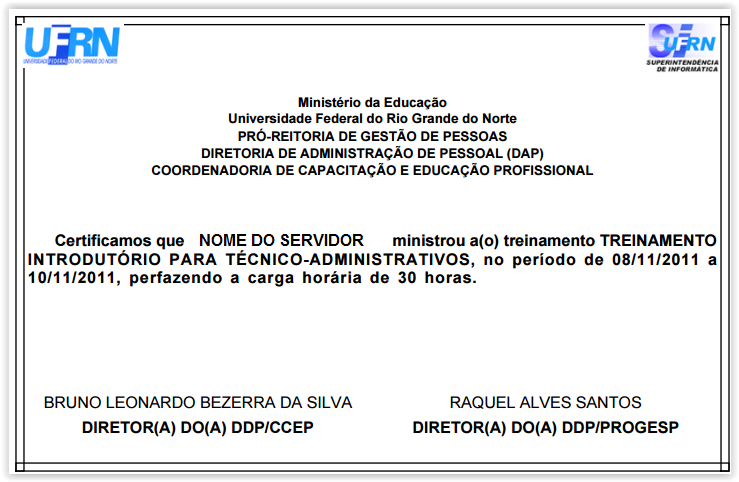 UFRN
UNIVERSIDADE FEDERAL DO RIO GRANDE DO NORTE
SUFRN
SUPERINTENDÊNCIA
DE INFORMÁTICA
Ministério da Educação
Universidade Federal do Rio Grande do Norte
PRÓ-REITORIA DE GESTÃO DE PESSOAS
DIRETORIA DE ADMINISTRAÇÃO DE PESSOAL (DAP)
COORDENADORIA DE CAPACITAÇÃO E EDUCAÇÃO PROFISSIONAL
Certificamos que NOME DO SERVIDOR ministrou a(o) treinamento TREINAMENTO
INTRODUTÓRIO PARA TÉCNICO-ADMINISTRATIVOS, no período de 08/11/2011 a
10/11/2011, perfazendo a carga horária de 30 horas.
BRUNO LEONARDO BEZERRA DA SILVA
DIRETOR(A) DO(A) DDP/CCEP
RAQUEL ALVES SANTOS
DIRETOR(A) DO(A) DDP/PROGESP